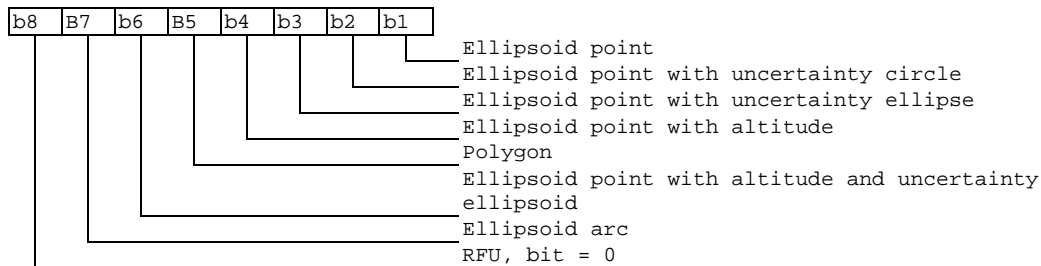 b8 B7 b6 B5 b4 b3 b2 b1
Ellipsoid point
Ellipsoid point with uncertainty circle
Ellipsoid point with uncertainty ellipse
Ellipsoid point with altitude
Polygon
Ellipsoid point with altitude and uncertainty
ellipsoid
Ellipsoid arc
RFU, bit = 0